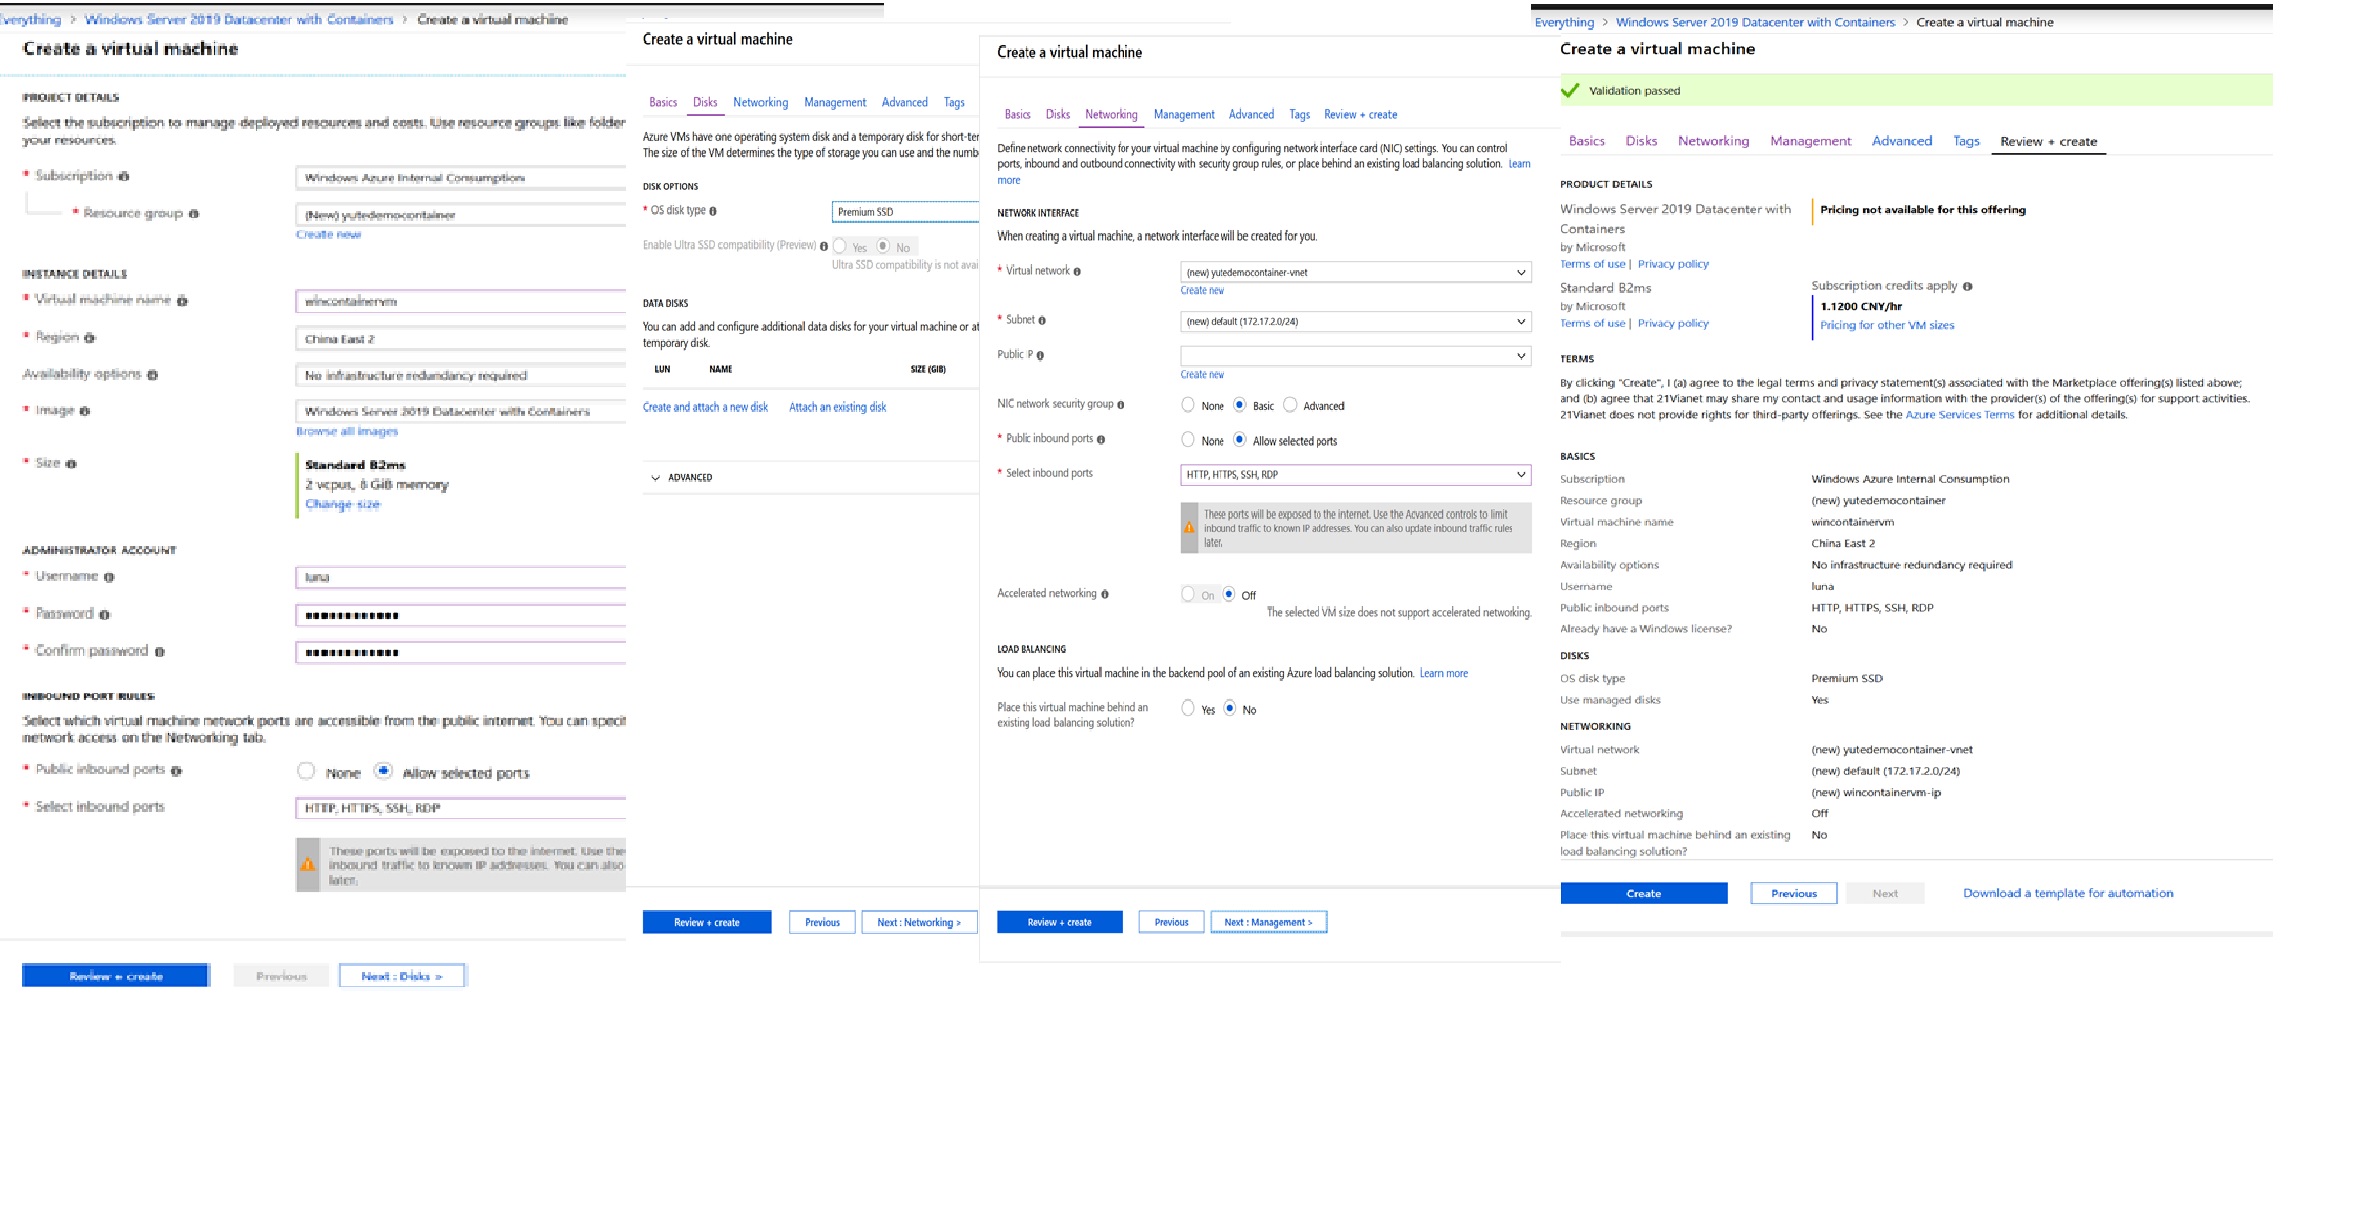 Everything > Windows Server 2019 Datacenter with Containers > Create a virtual machine
Create a virtual machine
PROJECT DETAILS
Select the subscription to manage deployed resources and costs. Use resource groups like folder
your resources.
* Subscription
Windows Azure Internal Consumption
* Resource group
(New) yutedemocontainer
Create new
INSTANCE DETAILS
* Virtual machine name
wincontainervm
* Region
China East 2
Availability options
No infrastructure redundancy required
* Image
Windows Server 2019 Datacenter with Containers
Browse all images
* Size
Standard B2ms
2 vcpus, 8 GiB memory
Change size
ADMINISTRATOR ACCOUNT
* Username
luna
* Password
••••••••••••
* Confirm password
••••••••••••
INBOUND PORT RULES
Select which virtual machine network ports are accessible from the public internet. You can specif
network access on the Networking tab.
* Public inbound ports
None Allow selected ports
* Select inbound ports
HTTP, HTTPS, SSH, RDP
These ports will be exposed to the internet. Use the
inbound traffic to known IP addresses. You can also
later.
Review + create Previous Next : Disks >
Create a virtual machine
Basics Disks Networking Management Advanced Tags
Azure VMs have one operating system disk and a temporary disk for short-ter
The size of the VM determines the type of storage you can use and the numb
DISK OPTIONS
* OS disk type
Premium SSD
Enable Ultra SSD compatibility (Preview)
Yes No
Ultra SSD compatibility is not avai
DATA DISKS
You can add and configure additional data disks for your virtual machine or at
temporary disk.
LUN NAME SIZE (GIB)
Create and attach a new disk Attach an existing disk
ADVANCED
Review + create Previous Next : Networking >
Create a virtual machine
Basics Disks Networking Management Advanced Tags Review + create
Define network connectivity for your virtual machine by configuring network interface card (NIC) settings. You can control
ports, inbound and outbound connectivity with security group rules, or place behind an existing load balancing solution. Learn
more
NETWORK INTERFACE
When creating a virtual machine, a network interface will be created for you.
* Virtual network
(new) yutedemocontainer-vnet
Create new
* Subnet
(new) default (172.17.2.0/24)
Public P
Create new
NIC network security group
None Basic Advanced
* Public inbound ports
None Allow selected ports
* Select inbound ports
HTTP, HTTPS, SSH, RDP
These ports will be exposed to the internet. Use the Advanced controls to limit
inbound traffic to known IP addresses. You can also update inbound traffic rules
later.
Accelerated networking
On Off
The selected VM size does not support accelerated networking.
LOAD BALANCING
You can place this virtual machine in the backend pool of an existing Azure load balancing solution. Learn more
Place this virtual machine behind an
existing load balancing solution?
Yes No
Review + create Previous Next : Management >
Everything > Windows Server 2019 Datacenter with Containers > Create a virtual machine
Create a virtual machine
Validation passed
Basics Disks Networking Management Advanced Tags Review + create
PRODUCT DETAILS
Windows Server 2019 Datacenter with
Containers
by Microsoft
Terms of use | Privacy policy
Pricing not available for this offering
Standard B2ms
by Microsoft
Terms of use | Privacy policy
Subscription credits apply
1.1200 CNY/hr
Pricing for other VM sizes
TERMS
By clicking "Create", I (a) agree to the legal terms and privacy statement(s) associated with the Marketplace offering(s) listed above;
and (b) agree that 21Vianet may share my contact and usage information with the provider(s) of the offering(s) for support activities.
21Vianet does not provide rights for third-party offerings. See the Azure Services Terms for additional details.
BASICS
Subscription Windows Azure Internal Consumption
Resource group (new) yutedemocontainer
Virtual machine name wincontainervm
Region China East 2
Availability options No infrastructure redundancy required
Username luna
Public inbound ports HTTP, HTTPS, SSH, RDP
Already have a Windows license? No
DISKS
OS disk type Premium SSD
Use managed disks Yes
NETWORKING
Virtual network (new) yutedemocontainer-vnet
Subnet (new) default (172.17.2.0/24)
Public IP (new) wincontainervm-ip
Accelerated networking Off
Place this virtual machine behind an existing No
load balancing solution?
Create Previous Next Download a template for automation